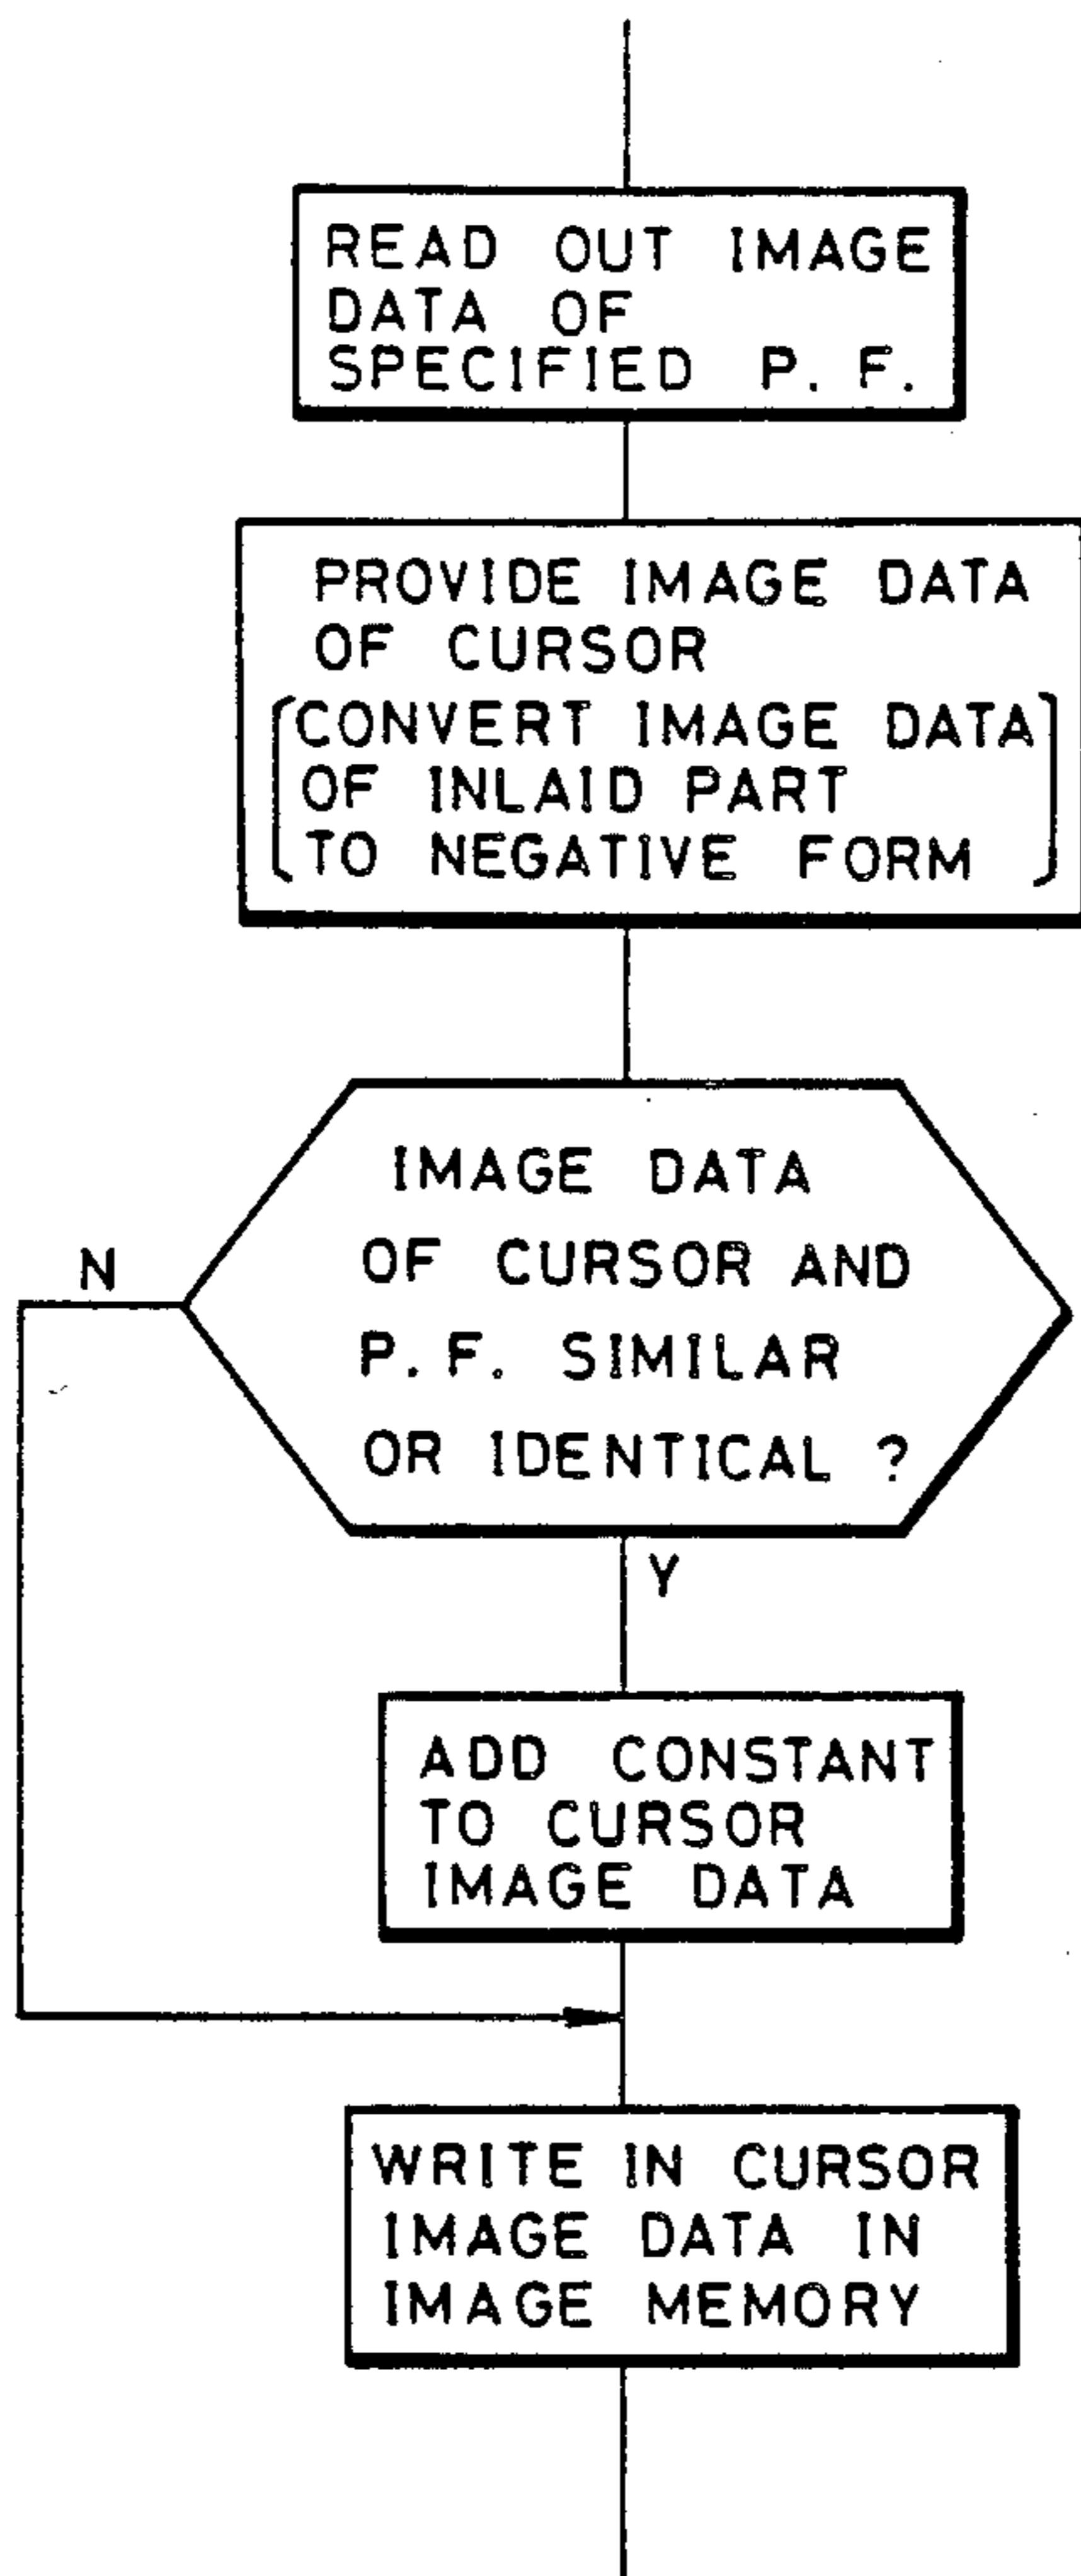 READ OUT IMAGE
DATA OF
SPECIFIED P. F.
PROVIDE IMAGE DATA
OF CURSOR
[CONVERT IMAGE DATA]
OF INLAID PART
TO NEGATIVE FORM
IMAGE DATA
OF CURSOR AND
P. F. SIMILAR
OR IDENTICAL ?
N
Y
ADD CONSTANT
TO CURSOR
IMAGE DATA
WRITE IN CURSOR
IMAGE DATA IN
IMAGE MEMORY